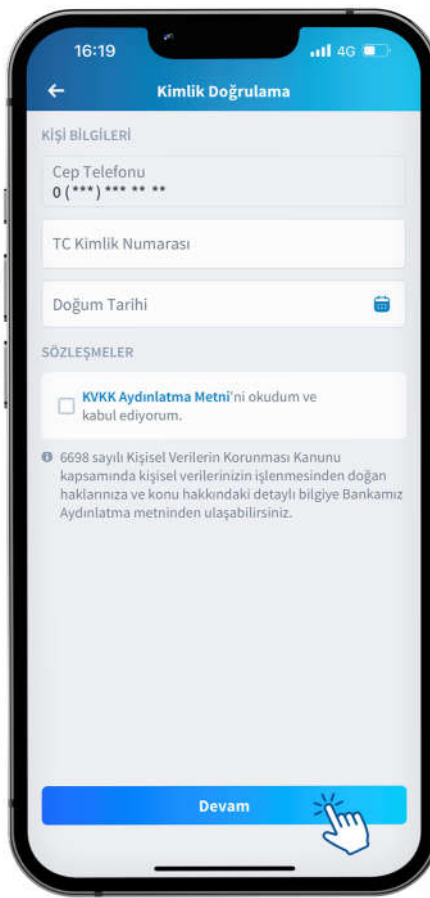 16:19
4G
Kimlik Doğrulama
KİŞİ BİLGİLERİ
Cep Telefonu
0 (***) *** ** **
TC Kimlik Numarası
Doğum Tarihi
SÖZLEŞMELER
KVKK Aydınlatma Metni'ni okudum ve
kabul ediyorum.
6698 sayılı Kişisel Verilerin Korunması Kanunu
kapsamında kişisel verilerinizin işlenmesinden doğan
haklarınıza ve konu hakkındaki detaylı bilgiye Bankamız
Aydınlatma metninden ulaşabilirsiniz.
Devam